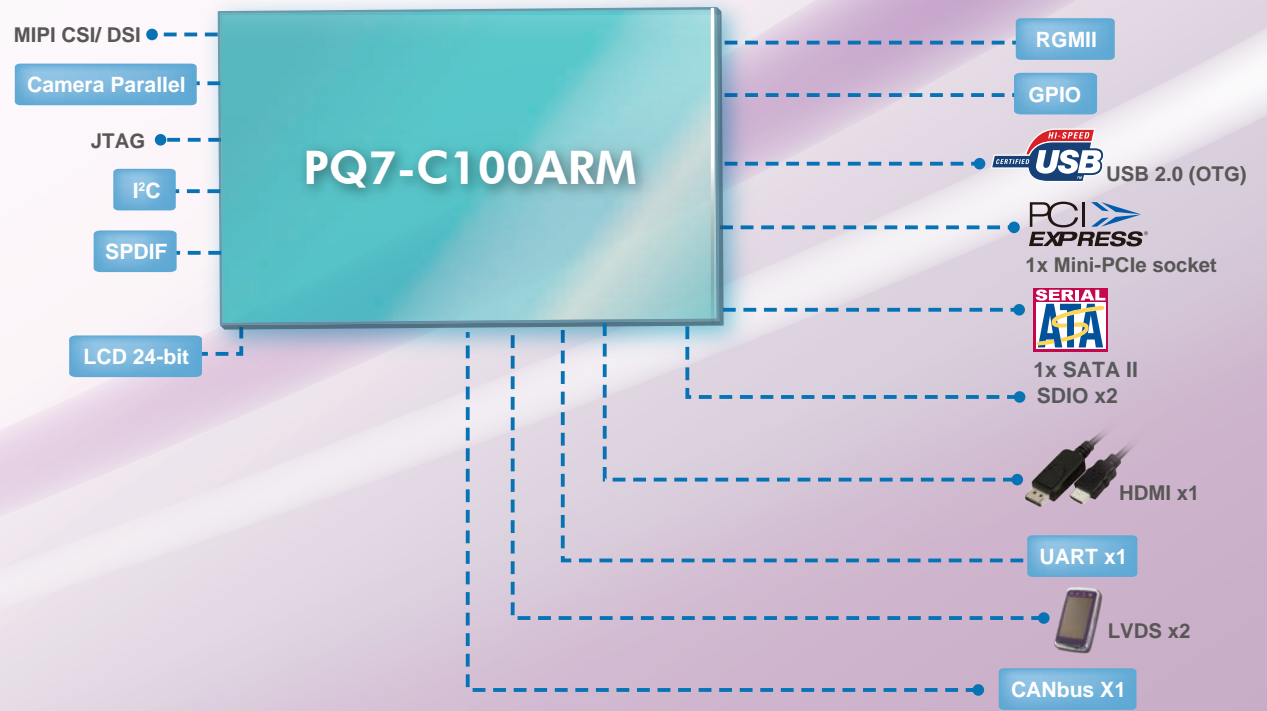 MIPI CSI/ DSI
Camera Parallel
JTAG
I²C
SPDIF
LCD 24-bit
PQ7-C100ARM
RGMII
GPIO
HI-SPEED
CERTIFIED USB
USB 2.0 (OTG)
PCI
EXPRESS®
1x Mini-PCIe socket
SERIAL
ATA
1x SATA II
SDIO x2
HDMI x1
UART x1
LVDS x2
CANbus X1